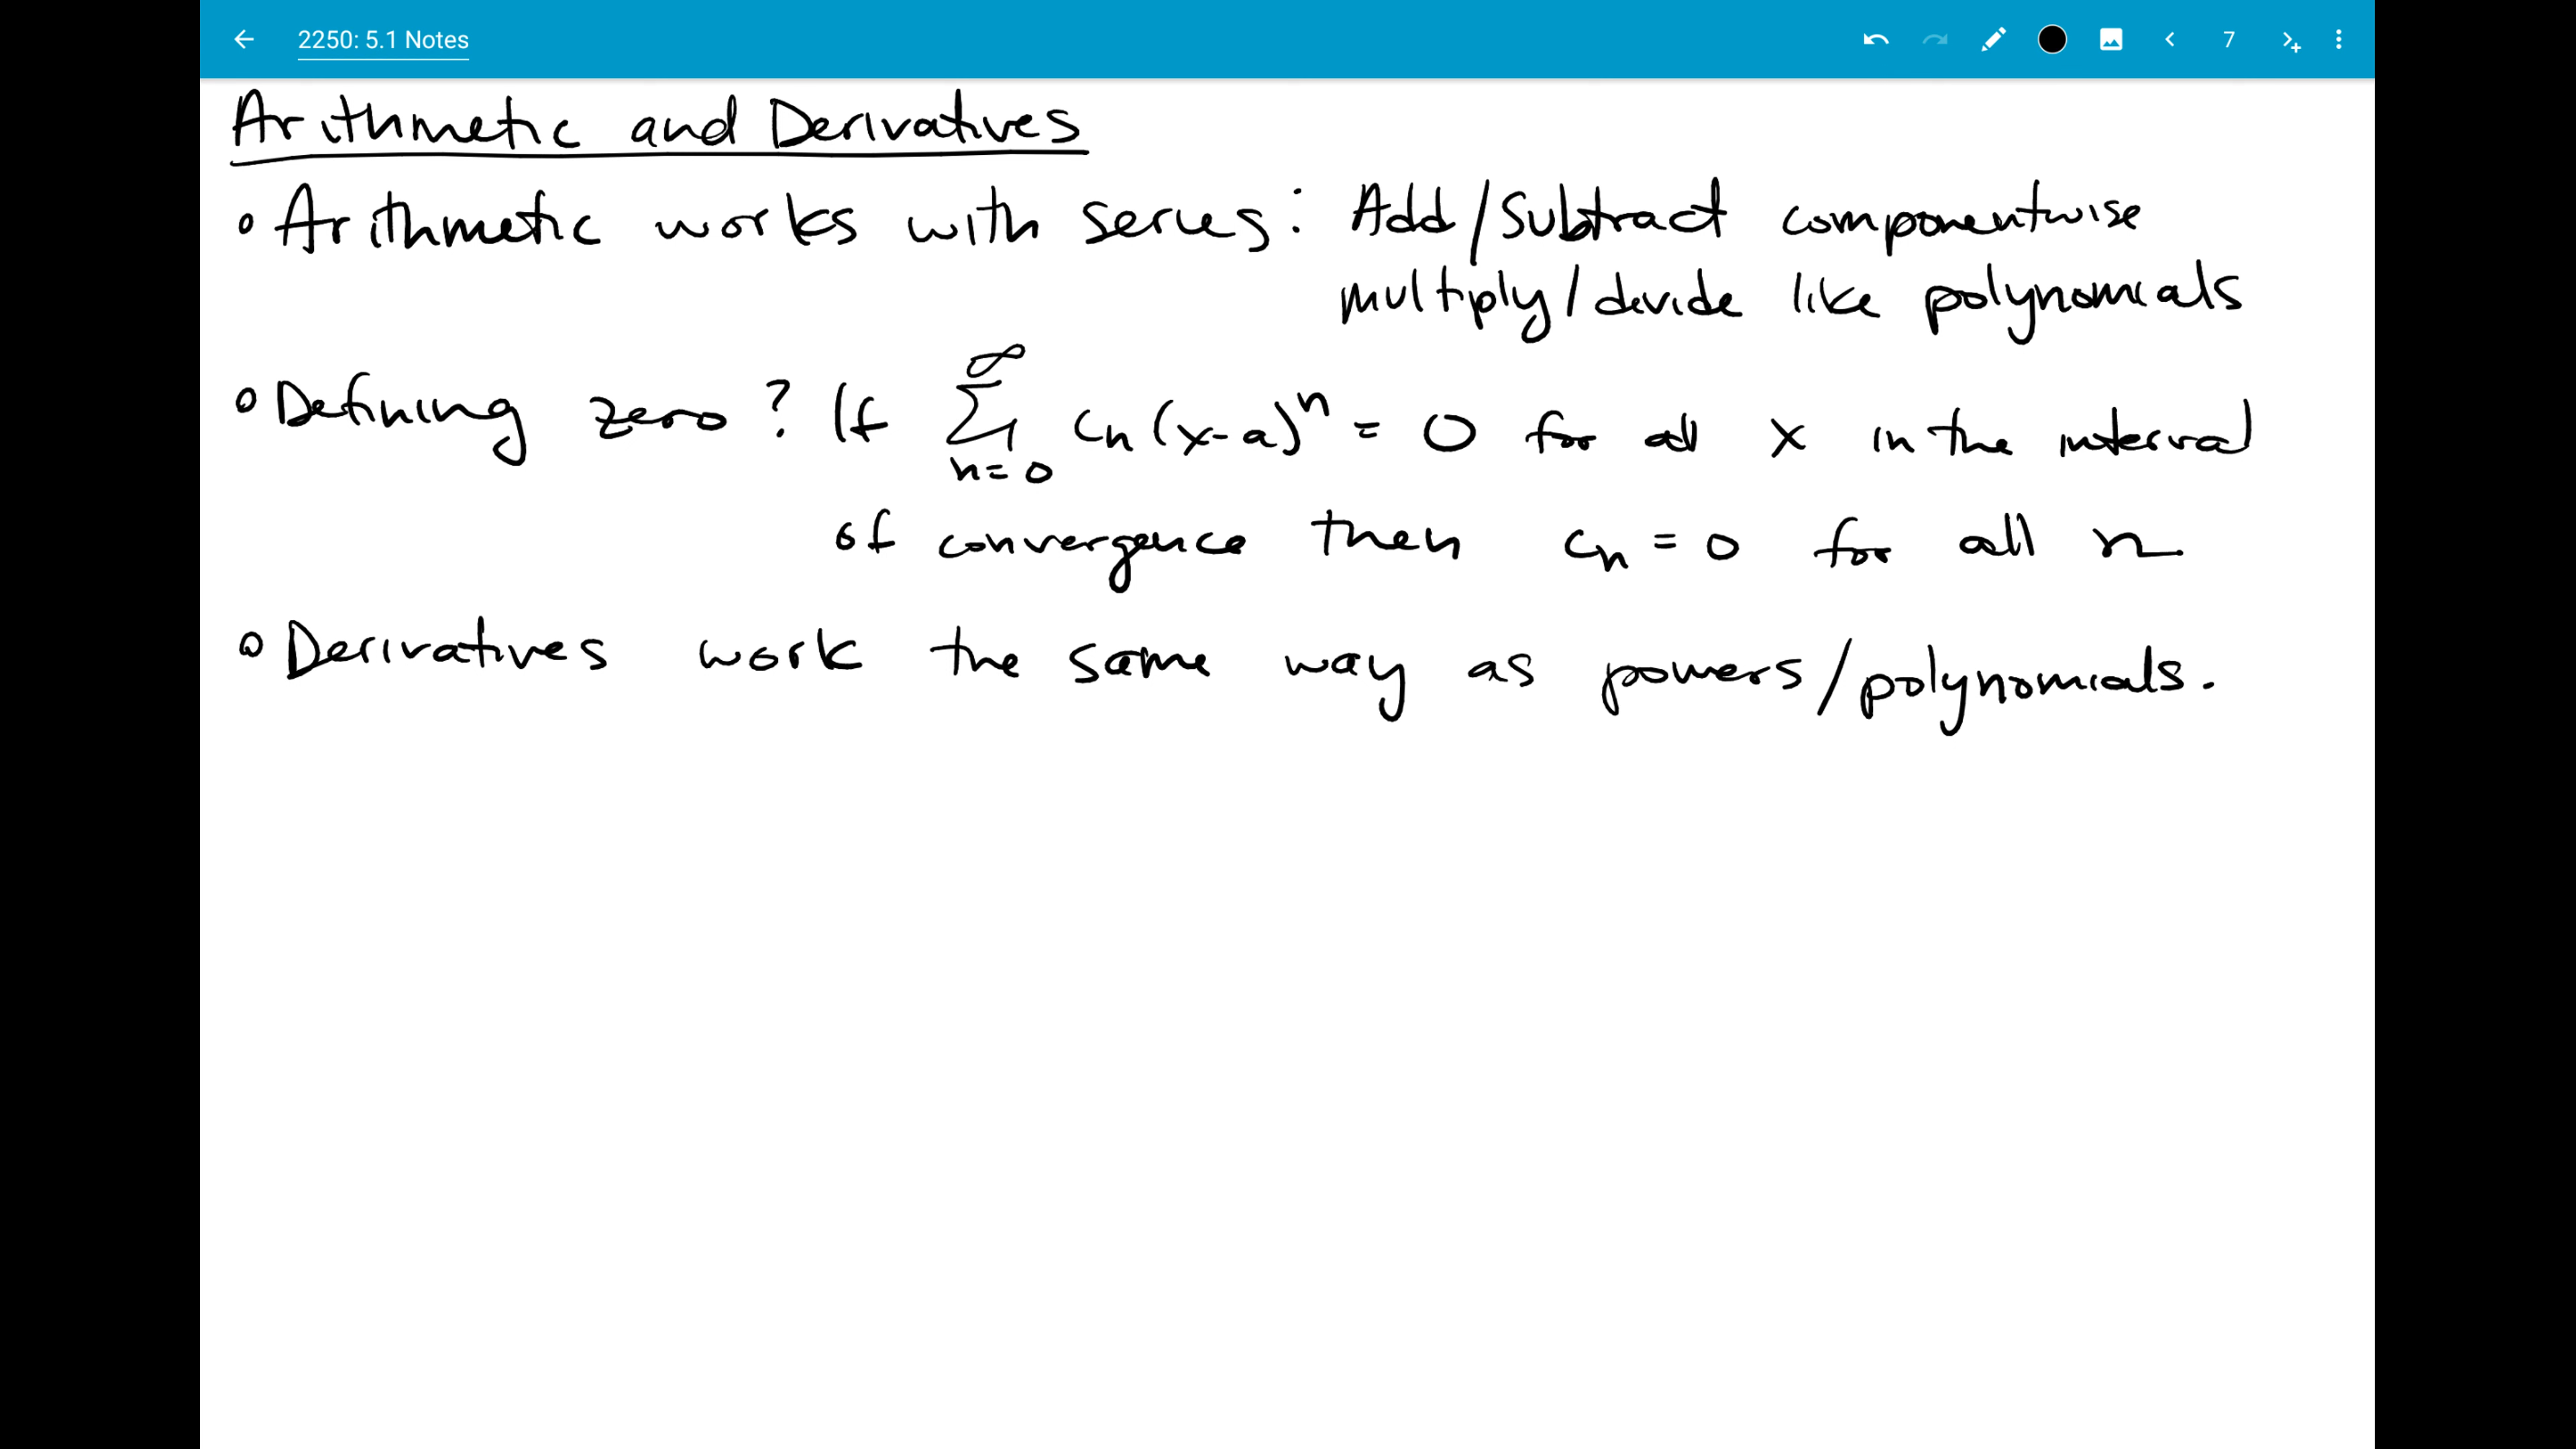 2250: 5.1 Notes
7
Arithmetic and Derivatives
∘ Arithmetic works with series: Add/Subtract componentwise
multiply/divide like polynomials
∘ Defining zero? If ∑_{n=0}^{∞} cₙ(x-a)ⁿ = 0 for all x in the interval
of convergence then cₙ = 0 for all n
∘ Derivatives work the same way as powers/polynomials.